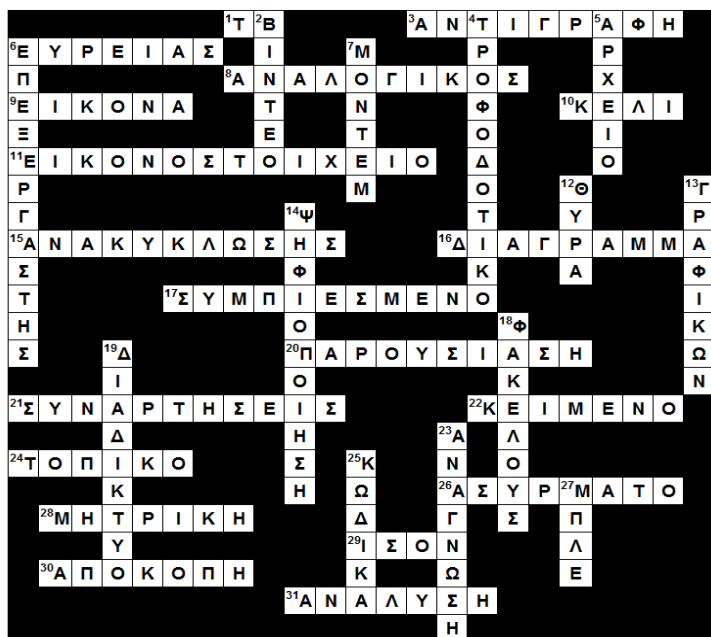 1Τ 2Β 3Α Ν 4Τ Ι Γ Ρ 5Α Φ Η
6Ε Υ Ρ Ε Ι Α Σ Ι 7Μ Ρ Ρ
Π 8Α Ν Α Λ Ο Γ Ι Κ Ο Σ Χ
9Ε Ι Κ Ο Ν Α Τ Ν Φ 10Κ Ε Λ Ι
Ξ Ε Τ Ο Ι
11Ε Ι Κ Ο Ν Ο Σ Τ Ο Ι Χ Ε Ι Ο Δ Ο
Ρ Μ Ο 12Θ 13Γ
Γ 14Ψ Τ Υ Ρ
15Α Ν Α Κ Υ Κ Λ Ω Σ Η Σ 16Δ Ι Α Γ Ρ Α Μ Μ Α
Σ Φ Κ Α Φ
Τ 17Σ Υ Μ Π Ι Ε Σ Μ Ε Ν Ο Ι
Η Ο 18Φ Κ
Σ 19Δ 20Π Α Ρ Ο Υ Σ Ι Α Σ Η Ω
Ι Ο Κ Ν
21Σ Υ Ν Α Ρ Τ Η Σ Ε Ι Σ 22Κ Ε Ι Μ Ε Ν Ο
Δ Η 23Α Λ
24Τ Ο Π Ι Κ Ο Σ 25Κ Ν Ο
Κ Η Ω 26Α Σ Υ Ρ 27Μ Α Τ Ο
28Μ Η Τ Ρ Ι Κ Η Δ Γ Σ Π
Υ 29Ι Σ Ο Ν Λ
30Α Π Ο Κ Ο Π Η Κ Ω Ε
31Α Ν Α Λ Υ Σ Η
Η